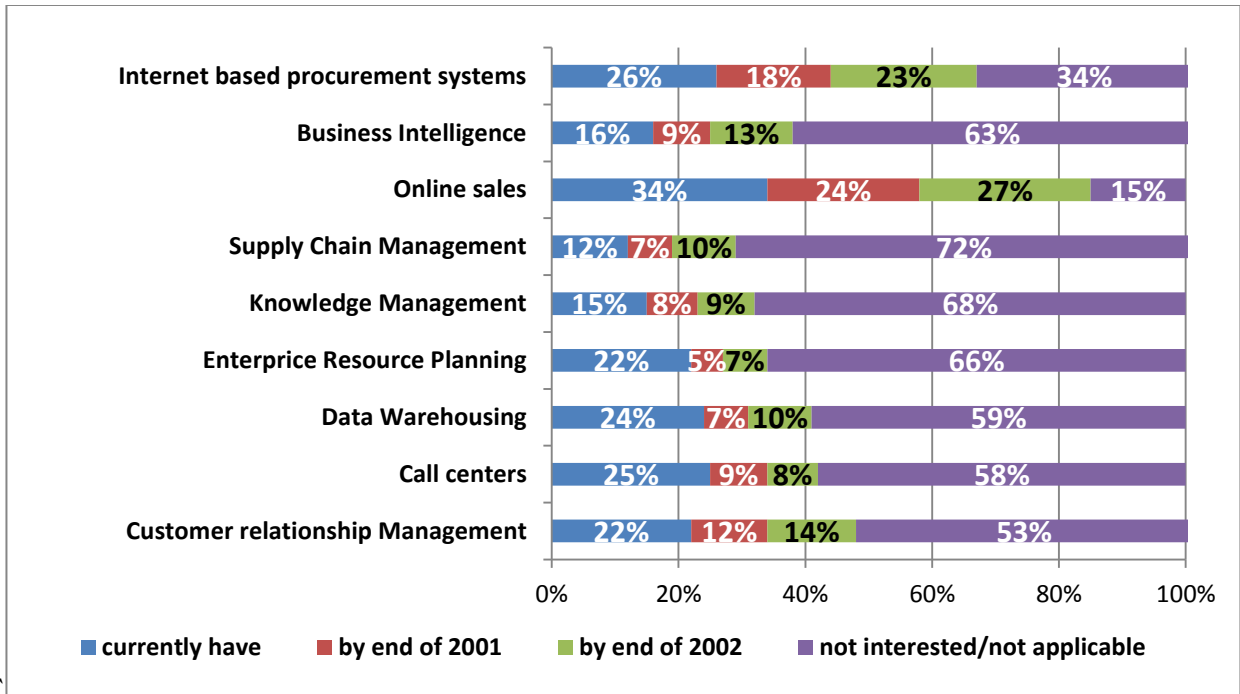 Internet based procurement systems 26% 18% 23% 34%
Business Intelligence 16% 9% 13% 63%
Online sales 34% 24% 27% 15%
Supply Chain Management 12% 7% 10% 72%
Knowledge Management 15% 8% 9% 68%
Enterprice Resource Planning 22% 5% 7% 66%
Data Warehousing 24% 7% 10% 59%
Call centers 25% 9% 8% 58%
Customer relationship Management 22% 12% 14% 53%
0% 20% 40% 60% 80% 100%
currently have by end of 2001 by end of 2002 not interested/not applicable